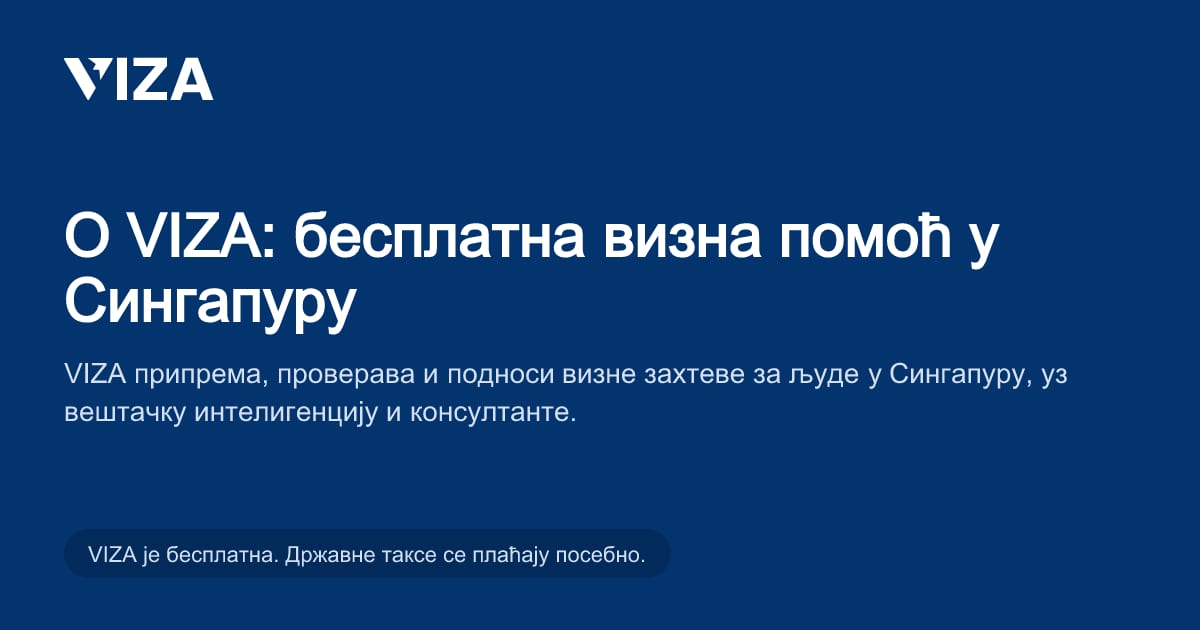 VIZA
О VIZA: бесплатна визна помоћ у
Сингапуру
VIZA припрема, проверава и подноси визне захтеве за људе у Сингапуру, уз
вештачку интелигенцију и консултанте.
VIZA је бесплатна. Државне таксе се плаћају посебно.